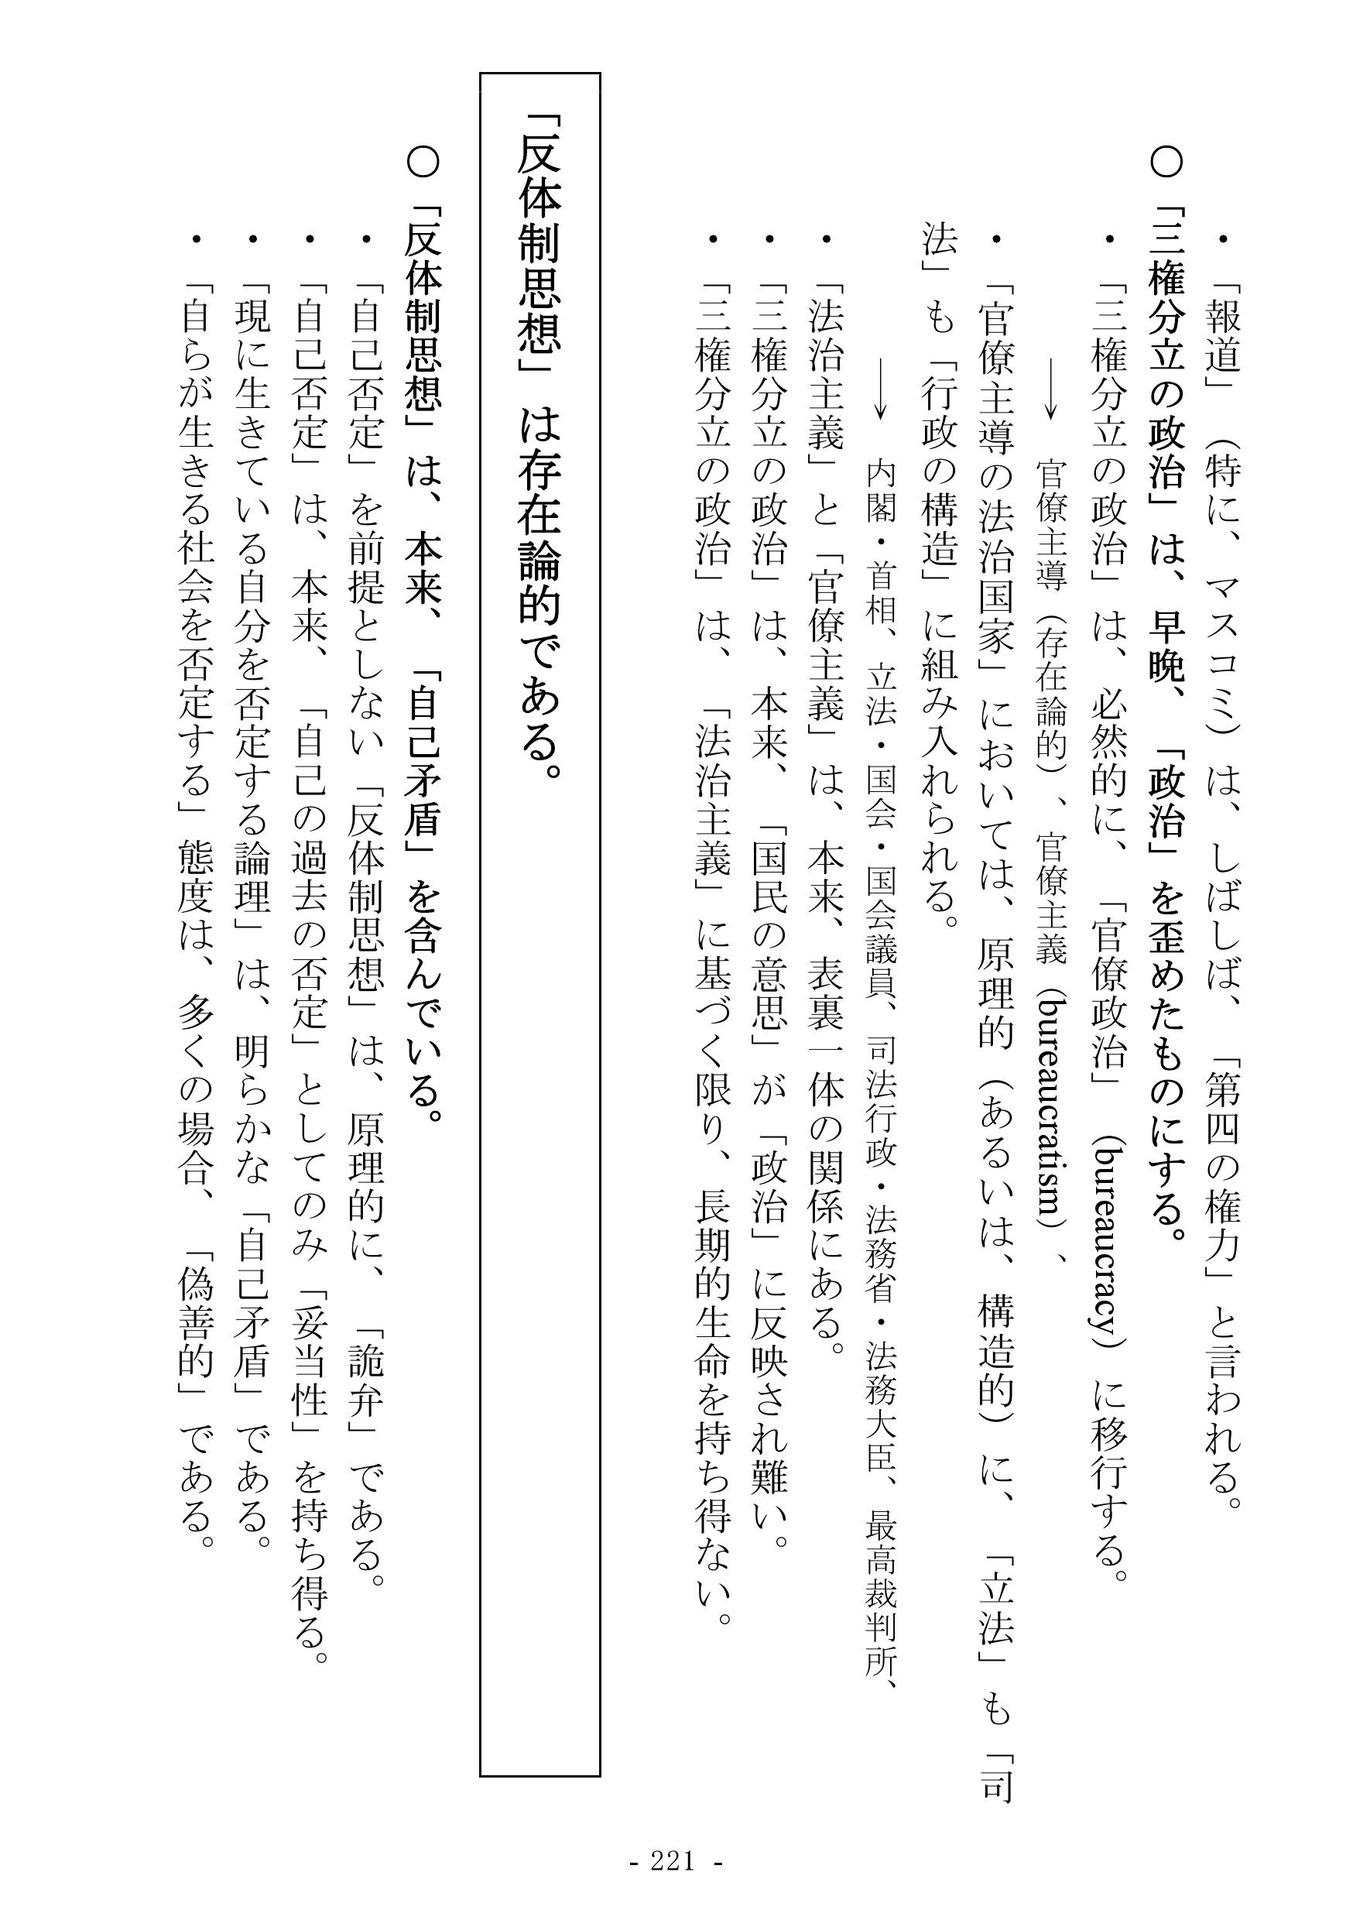 ・「報道」（特に、マスコミ）は、しばしば、「第四の権力」と言われる。
○「三権分立の政治」は、早晩、「政治」を歪めたものにする。
・「三権分立の政治」は、必然的に、「官僚政治」（bureaucracy）に移行する。
→ 官僚主導（存在論的）、官僚主義（bureaucratism）、
・「官僚主導の法治国家」においては、原理的（あるいは、構造的）に、「立法」も「司
法」も「行政の構造」に組み入れられる。
→ 内閣・首相、立法・国会・国会議員、司法行政・法務省・法務大臣、最高裁判所、
・「法治主義」と「官僚主義」は、本来、表裏一体の関係にある。
・「三権分立の政治」は、本来、「国民の意思」が「政治」に反映され難い。
・「三権分立の政治」は、「法治主義」に基づく限り、長期的生命を持ち得ない。
「反体制思想」は存在論的である。
○「反体制思想」は、本来、「自己矛盾」を含んでいる。
・「自己否定」を前提としない「反体制思想」は、原理的に、「詭弁」である。
・「自己否定」は、本来、「自己の過去の否定」としてのみ「妥当性」を持ち得る。
・「現に生きている自分を否定する論理」は、明らかな「自己矛盾」である。
・「自らが生きる社会を否定する」態度は、多くの場合、「偽善的」である。
- 221 -